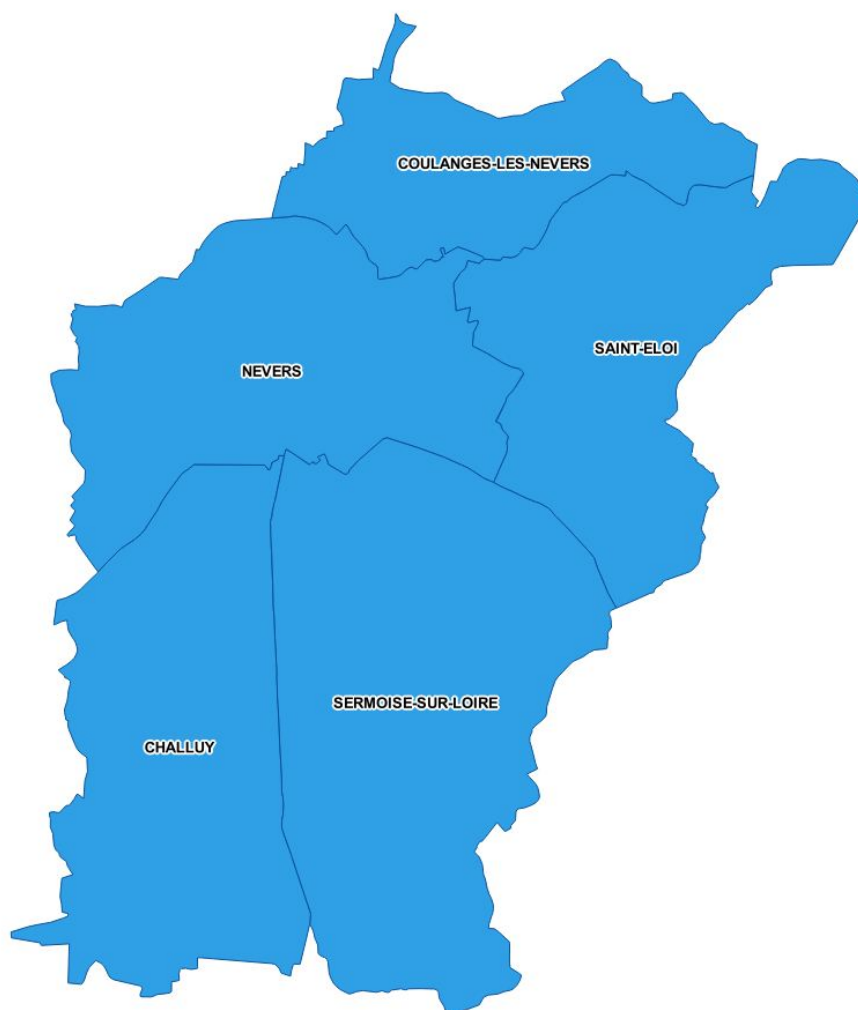 COULANGES-LES-NEVERS
SAINT-ELOI
NEVERS
SERMOISE-SUR-LOIRE
CHALLUY